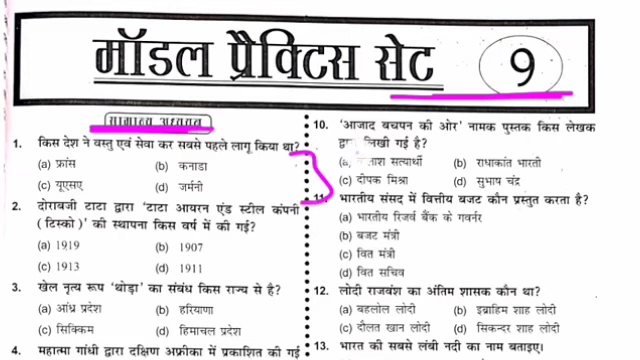 मॉडल प्रैक्टिस सेट 9
सामान्य अध्ययन
1. किस देश ने वस्तु एवं सेवा कर सबसे पहले लागू किया था?
(a) फ्रांस (b) कनाडा
(c) यूएसए (d) जर्मनी
2. दोराबजी टाटा द्वारा 'टाटा आयरन एंड स्टील कंपनी
(टिस्को)' की स्थापना किस वर्ष में की गई?
(a) 1919 (b) 1907
(c) 1913 (d) 1911
3. खेल नृत्य रूप 'थोड़ा' का संबंध किस राज्य से है?
(a) आंध्र प्रदेश (b) हरियाणा
(c) सिक्किम (d) हिमाचल प्रदेश
4. महात्मा गांधी द्वारा दक्षिण अफ्रीका में प्रकाशित की गई
10. 'आजाद बचपन की ओर' नामक पुस्तक किस लेखक
द्वारा लिखी गई है?
(a) सत्यार्थी (b) राधाकांत भारती
(c) दीपक मिश्रा (d) सुभाष चंद्र
11. भारतीय संसद में वित्तीय बजट कौन प्रस्तुत करता है?
(a) भारतीय रिजर्व बैंक के गवर्नर
(b) बजट मंत्री
(c) वित मंत्री
(d) वित सचिव
12. लोदी राजवंश का अंतिम शासक कौन था?
(a) बहलोल लोदी (b) इब्राहिम शाह लोदी
(c) दौलत खान लोदी (d) सिकन्दर शाह लोदी
13. भारत की सबसे लंबी नदी का नाम बताइए।